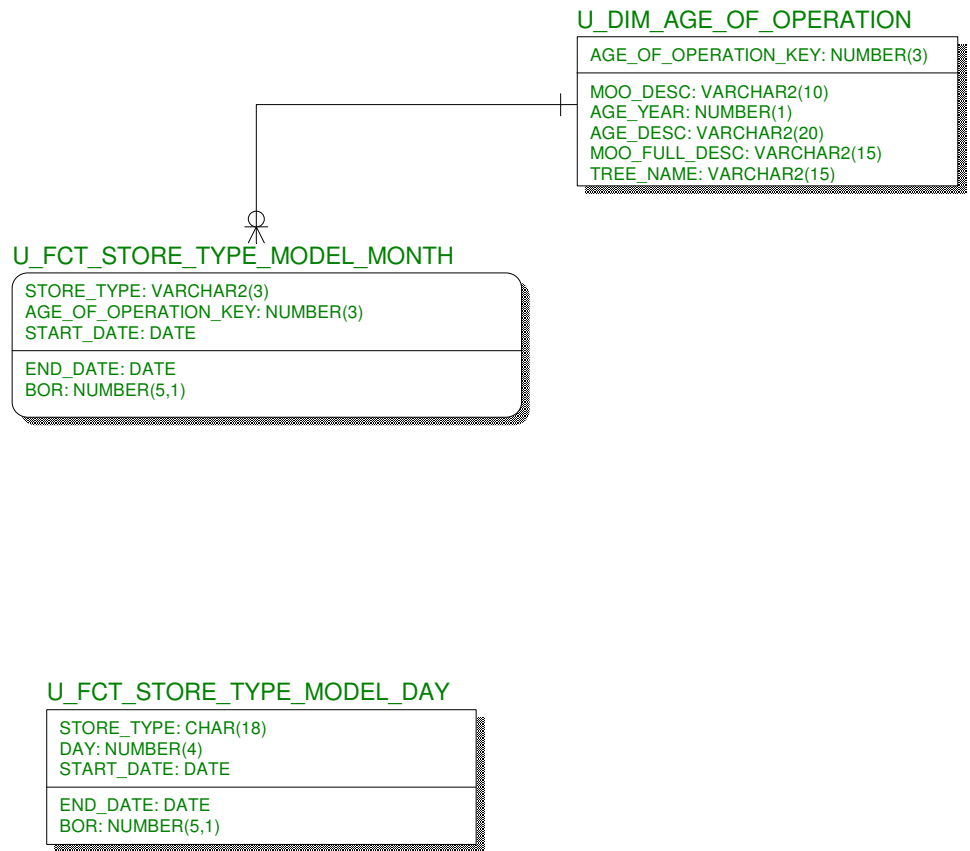 U_DIM_AGE_OF_OPERATION
AGE_OF_OPERATION_KEY: NUMBER(3)
MOO_DESC: VARCHAR2(10)
AGE_YEAR: NUMBER(1)
AGE_DESC: VARCHAR2(20)
MOO_FULL_DESC: VARCHAR2(15)
TREE_NAME: VARCHAR2(15)
U_FCT_STORE_TYPE_MODEL_MONTH
STORE_TYPE: VARCHAR2(3)
AGE_OF_OPERATION_KEY: NUMBER(3)
START_DATE: DATE
END_DATE: DATE
BOR: NUMBER(5,1)
U_FCT_STORE_TYPE_MODEL_DAY
STORE_TYPE: CHAR(18)
DAY: NUMBER(4)
START_DATE: DATE
END_DATE: DATE
BOR: NUMBER(5,1)